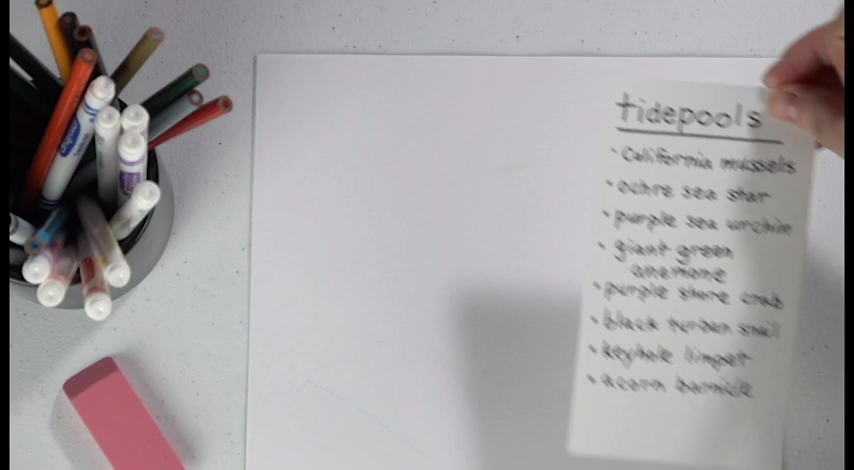 tidepools
• California mussels
• ochre sea star
• purple sea urchin
• giant green
anemone
• purple shore crab
• black turban snail
• keyhole limpet
• acorn barnacle